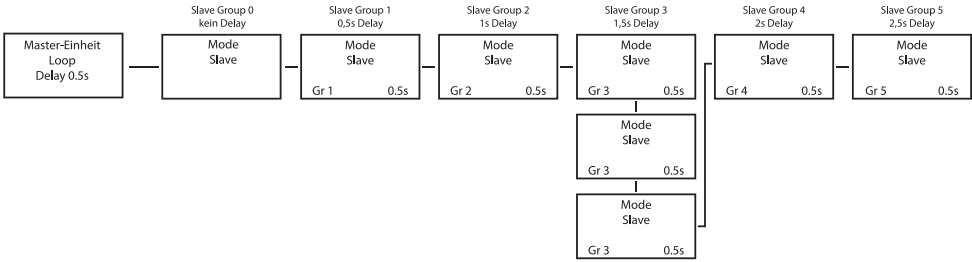 Slave Group 0
kein Delay
Slave Group 1
0,5s Delay
Slave Group 2
1s Delay
Slave Group 3
1,5s Delay
Slave Group 4
2s Delay
Slave Group 5
2,5s Delay
Master-Einheit
Loop
Delay 0.5s
Mode
Slave
Mode
Slave
Gr 1 0.5s
Mode
Slave
Gr 2 0.5s
Mode
Slave
Gr 3 0.5s
Mode
Slave
Gr 4 0.5s
Mode
Slave
Gr 5 0.5s
Mode
Slave
Gr 3 0.5s
Mode
Slave
Gr 3 0.5s